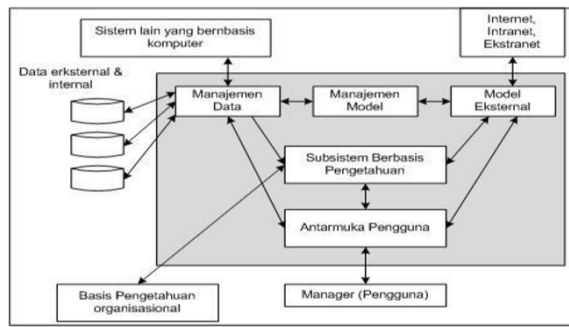 Sistem lain yang bernbasis
komputer
Internet,
Intranet,
Ekstranet
Data erksternal &
internal
Manajemen
Data
Manajemen
Model
Model
Eksternal
Subsistem Berbasis
Pengetahuan
Antarmuka Pengguna
Basis Pengetahuan
organisasional
Manager (Pengguna)